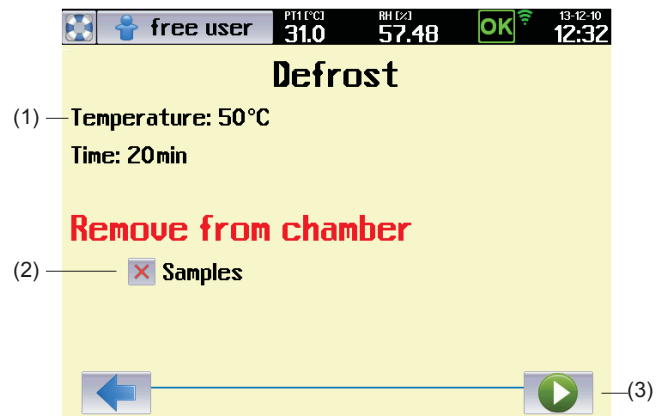 free user PT1 [°C] 31.0 RH [%] 57.48 OK 13-12-10 12:32
Defrost
(1) Temperature: 50°C
Time: 20min
Remove from chamber
(2) Samples
(3)